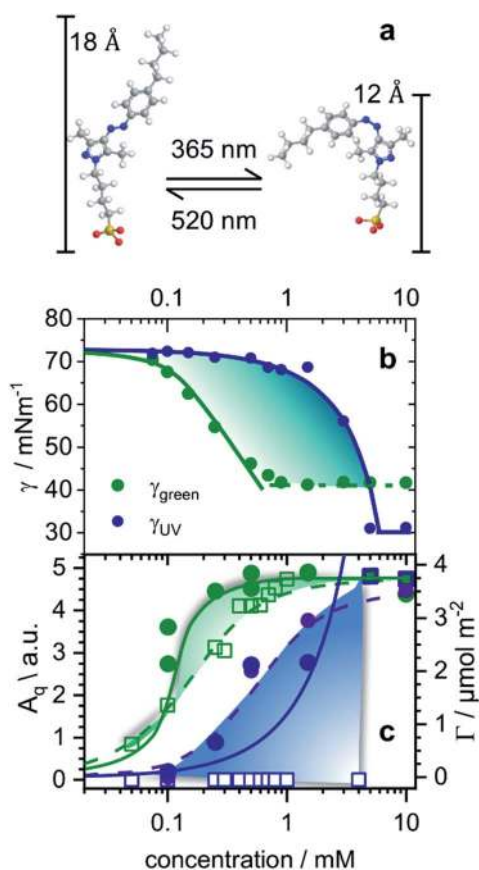 18 Å
a
12 Å
365 nm
520 nm
0.1 1 10
80
70
60
50
40
30
γ / mNm-1
b
γgreen
γUV
5
4
3
2
1
0
Aq \ a.u.
c
4
3
2
1
0
Γ / μmol m-2
0.1 1 10
concentration / mM